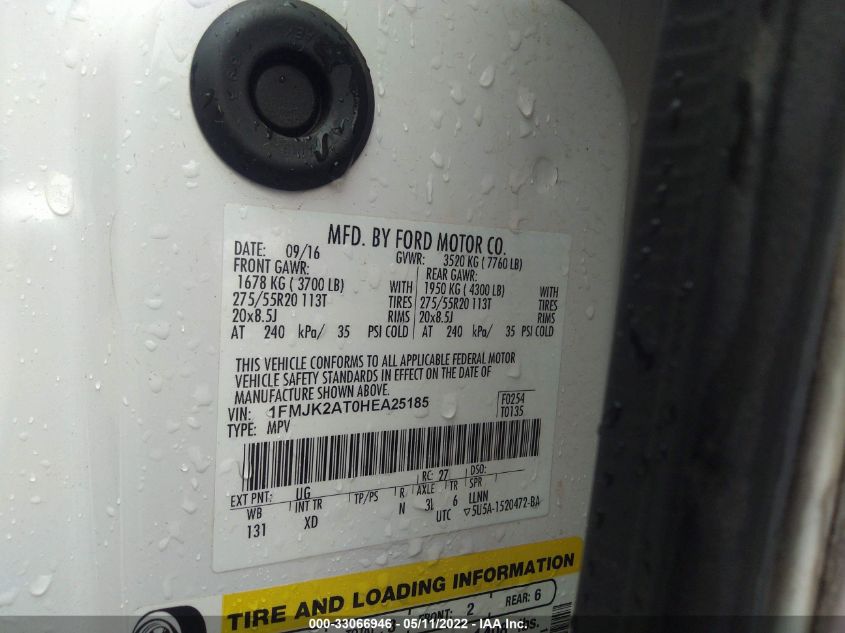 MFD. BY FORD MOTOR CO.
DATE: 09/16 GVWR: 3520 KG ( 7760 LB)
FRONT GAWR: REAR GAWR:
1678 KG ( 3700 LB) WITH 1950 KG ( 4300 LB) WITH
275/55R20 113T TIRES 275/55R20 113T TIRES
20x8.5J RIMS 20x8.5J RIMS
AT 240 kPa/ 35 PSI COLD AT 240 kPa/ 35 PSI COLD
THIS VEHICLE CONFORMS TO ALL APPLICABLE FEDERAL MOTOR
VEHICLE SAFETY STANDARDS IN EFFECT ON THE DATE OF
MANUFACTURE SHOWN ABOVE.
VIN: 1FMJK2AT0HEA25185 F0254
TYPE: MPV T0135
EXT PNT: UG RC: 27 DSO:
WB INT TR TP/PS R AXLE TR SPR
131 XD N 3L 6 LLNN
UTC ▽5U5A-1520472-BA
TIRE AND LOADING INFORMATION
FRONT: 2 REAR: 6
000-33066946 - 05/11/2022 - IAA Inc.